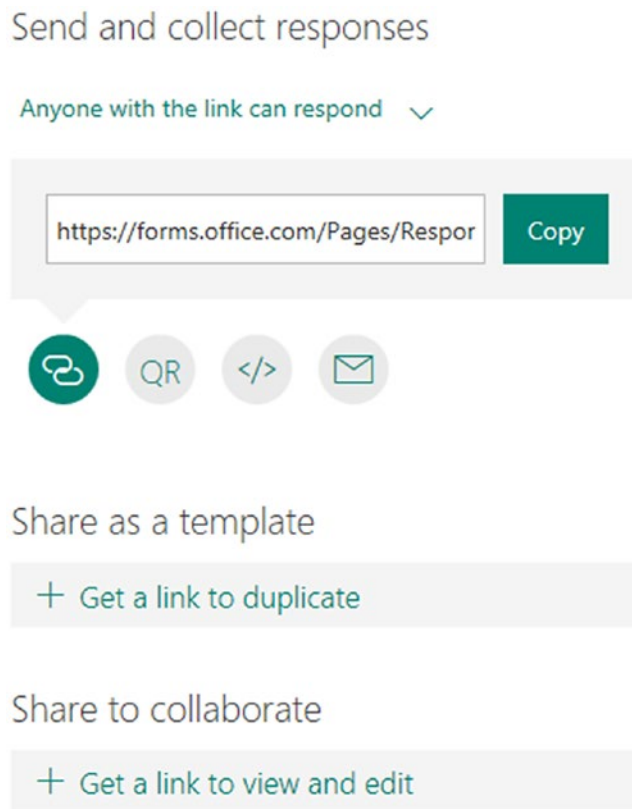 Send and collect responses
Anyone with the link can respond
https://forms.office.com/Pages/Respor
Copy
QR
</>
Share as a template
+ Get a link to duplicate
Share to collaborate
+ Get a link to view and edit